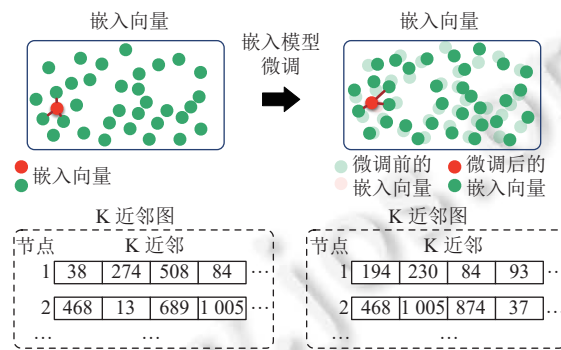 嵌入向量
嵌入模型
微调
嵌入向量
嵌入向量
微调前的
嵌入向量
微调后的
嵌入向量
K 近邻图
节点 K 近邻
1 38 274 508 84 …
2 468 13 689 1 005 …
… …
K 近邻图
节点 K 近邻
1 194 230 84 93 …
2 468 1 005 874 37 …
… …